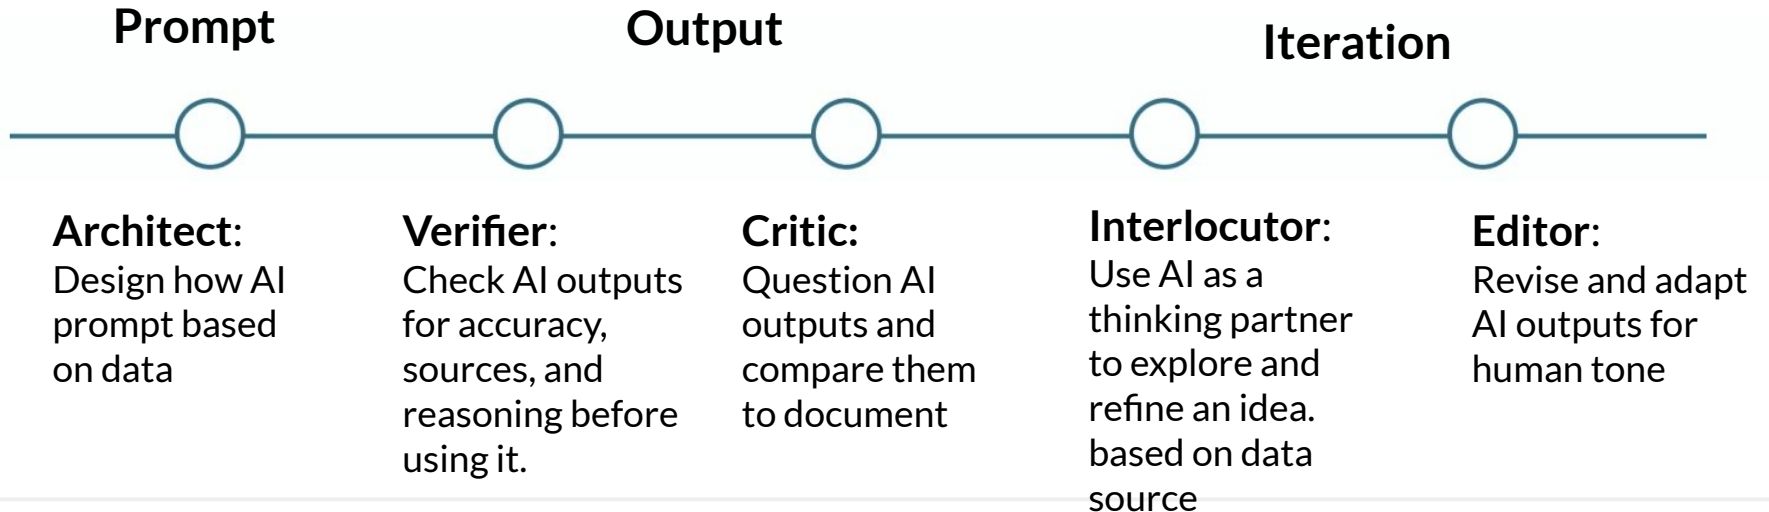 Prompt
Output
Iteration
Architect:
Design how AI
prompt based
on data
Verifier:
Check AI outputs
for accuracy,
sources, and
reasoning before
using it.
Critic:
Question AI
outputs and
compare them
to document
Interlocutor:
Use AI as a
thinking partner
to explore and
refine an idea.
based on data
source
Editor:
Revise and adapt
AI outputs for
human tone